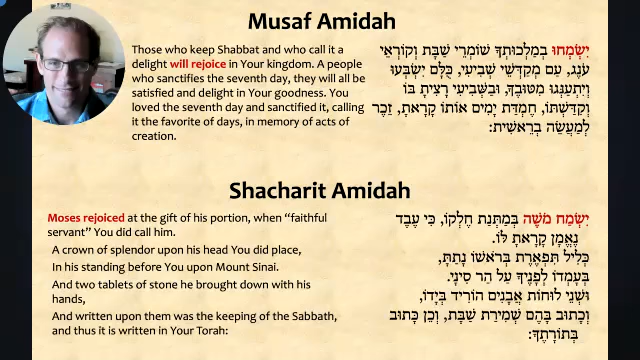 Musaf Amidah
Those who keep Shabbat and who call it a
delight will rejoice in Your kingdom. A people
who sanctifies the seventh day, they will all be
satisfied and delight in Your goodness. You
loved the seventh day and sanctified it, calling
it the favorite of days, in memory of acts of
creation.
יִשְׂמְחוּ בְמַלְכוּתְךָ שׁוֹמְרֵי שַׁבָּת וְקוֹרְאֵי
עֹנֶג, עַם מְקַדְּשֵׁי שְׁבִיעִי, כֻּלָּם יִשְׂבְּעוּ
וְיִתְעַנְּגוּ מִטּוּבֶךָ, וּבַשְּׁבִיעִי רָצִיתָ בּוֹ
וְקִדַּשְׁתּוֹ, חֶמְדַּת יָמִים אוֹתוֹ קָרָאתָ, זֵכֶר
לְמַעֲשֵׂה בְרֵאשִׁית:
Shacharit Amidah
Moses rejoiced at the gift of his portion, when “faithful
servant” You did call him.
A crown of splendor upon his head You did place,
In his standing before You upon Mount Sinai.
And two tablets of stone he brought down with his
hands,
And written upon them was the keeping of the Sabbath,
and thus it is written in Your Torah:
יִשְׂמַח מֹשֶׁה בְּמַתְּנַת חֶלְקוֹ, כִּי עֶבֶד
נֶאֱמָן קָרָאתָ לּוֹ.
כְּלִיל תִּפְאֶרֶת בְּרֹאשׁוֹ נָתַתָּ,
בְּעָמְדוֹ לְפָנֶיךָ עַל הַר סִינַי.
וּשְׁנֵי לוּחוֹת אֲבָנִים הוֹרִיד בְּיָדוֹ,
וְכָתוּב בָּהֶם שְׁמִירַת שַׁבָּת, וְכֵן כָּתוּב
בְּתוֹרָתֶךָ: